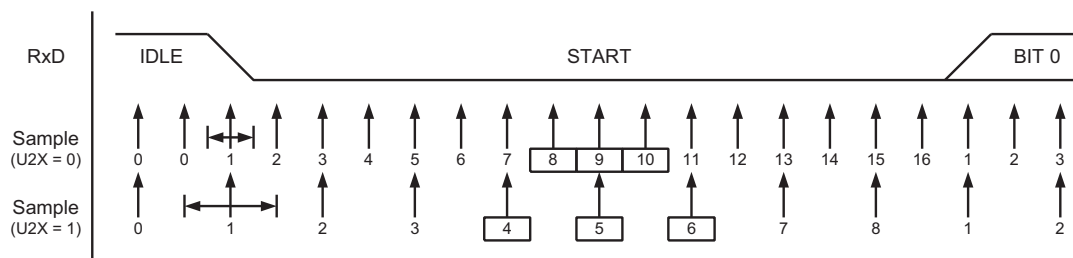 RxD IDLE START BIT 0
Sample
(U2X = 0)
0 0 1 2 3 4 5 6 7 8 9 10 11 12 13 14 15 16 1 2 3
Sample
(U2X = 1)
0 1 2 3 4 5 6 7 8 1 2